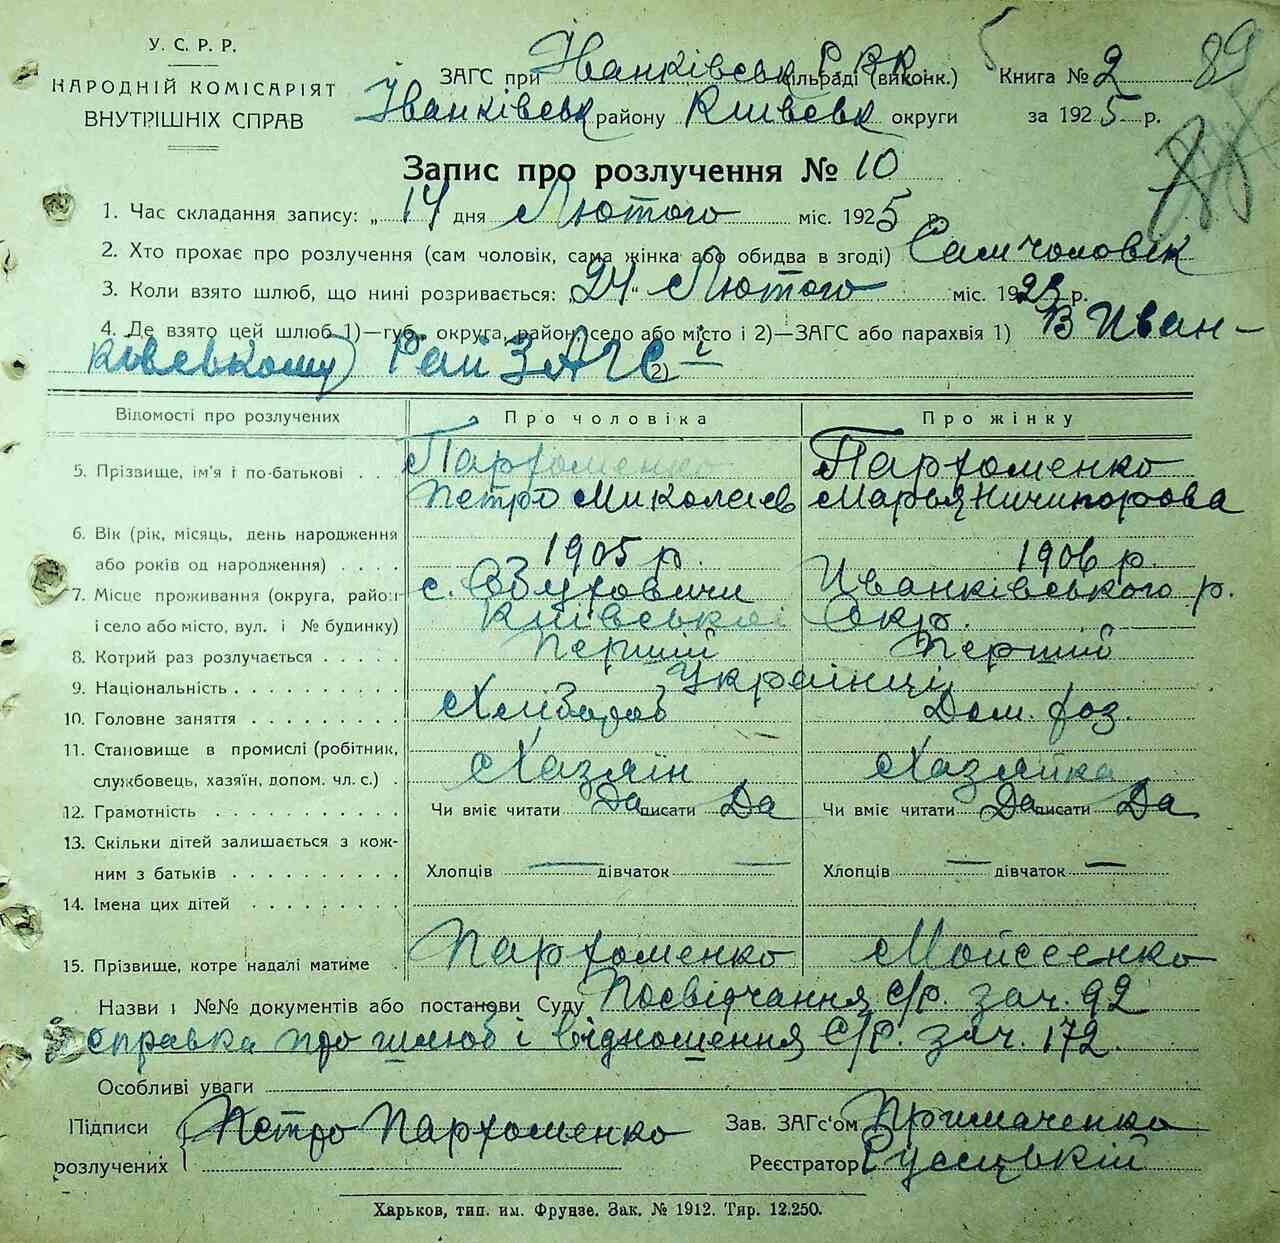 У. С. Р. Р.
НАРОДНІЙ КОМІСАРІЯТ
ВНУТРІШНІХ СПРАВ
ЗАГС при Іванківськ. РВК сільраді (виконк.) Книга № 2 89
Іванківськ району Київськ округи за 1925 р.
Запис про розлучення № 10
1. Час складання запису: „ 14 дня Лютого міс. 1925 р.
2. Хто прохає про розлучення (сам чоловік, сама жінка або обидва в згоді) Сам чоловік
3. Коли взято шлюб, що нині розривається: „24“ Лютого міс. 1923 р.
4. Де взято цей шлюб 1)—губ. округа, район, село або місто і 2)—ЗАГС або парахвія 1) В Иван-
ківському РайЗАГС і 2)
Відомості про розлучених Про чоловіка Про жінку
5. Прізвище, ім'я і по-батькові . . Пархоменко Пархоменко
Петро Миколаєв Марья Ничипорова
6. Вік (рік, місяць, день народження
або років од народження) . . . 1905 р. 1906 р.
7. Місце проживання (округа, район с. Обуховичи Иванківського р.
і село або місто, вул. і № будинку) Київської Окр.
8. Котрий раз розлучається . . . . . Перший Перший
9. Національність . . . . . . . . . . . Українці
10. Головне заняття . . . . . . . . . Хлібороб Дом. хоз.
11. Становище в промислі (робітник,
службовець, хазяїн, допом. чл. с.) . Хазяїн Хазяйка
12. Грамотність . . . . . . . . . . . Чи вміє читати Да писати Да Чи вміє читати Да писати Да
13. Скільки дітей залишається з кож-
ним з батьків . . . . . . . . . . Хлопців — дівчаток — Хлопців — дівчаток —
14. Імена цих дітей . . . . . . . . .
15. Прізвище, котре надалі матиме . Пархоменко Мойсеєнко
Назви і №№ документів або постанови Суду Посвідчання С/Р. зач. 92
справка про шлюб і відношення С/Р. зач. 172
Особливі уваги
Підписи Петро Пархоменко Зав. ЗАГс'ом Примаченко
розлучених Реєстратор
Харьков, тип. им. Фрунзе. Зак. № 1912. Тир. 12.250.